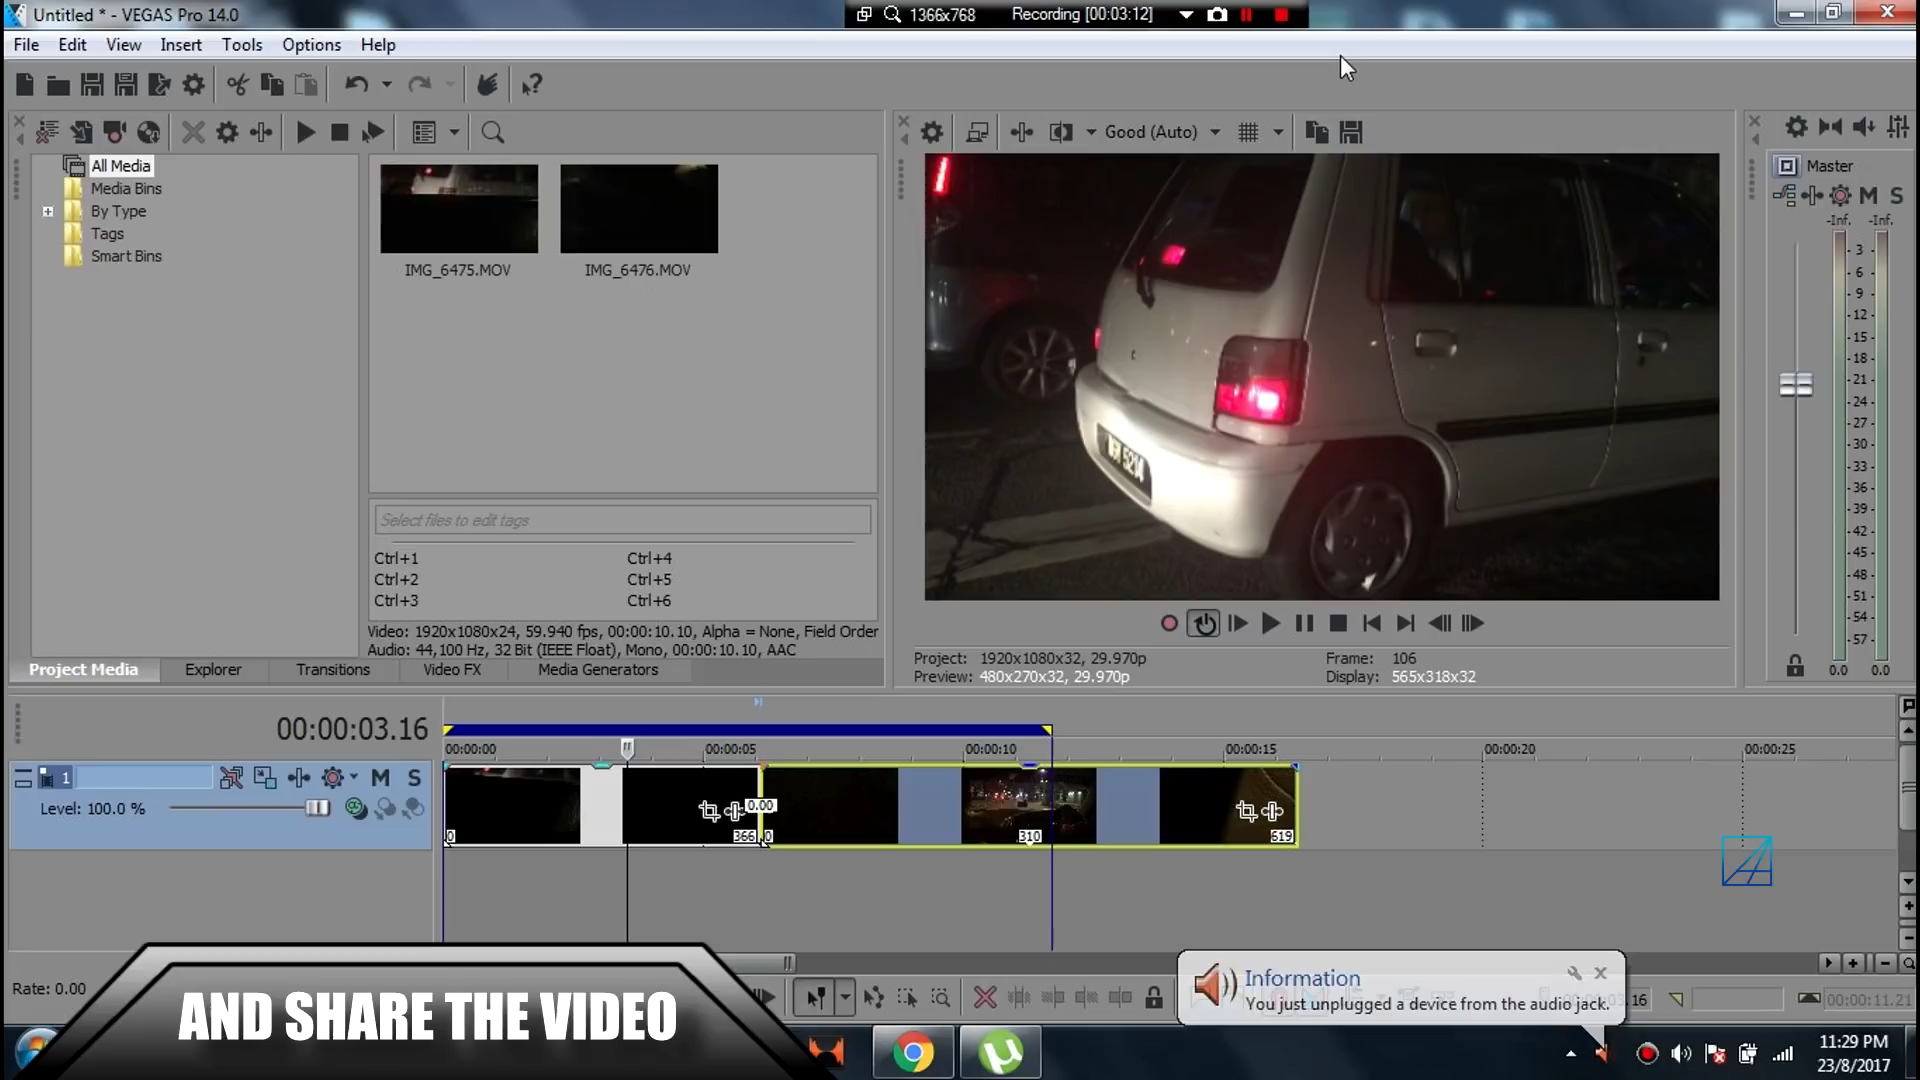 Untitled * - VEGAS Pro 14.0
1366x768
Recording [00:03:12]
File Edit View Insert Tools Options Help
Good (Auto)
All Media
Media Bins
By Type
Tags
Smart Bins
IMG_6475.MOV
IMG_6476.MOV
Select files to edit tags
Ctrl+1 Ctrl+4
Ctrl+2 Ctrl+5
Ctrl+3 Ctrl+6
Video: 1920x1080x24, 59.940 fps, 00:00:10.10, Alpha = None, Field Order
Audio: 44,100 Hz, 32 Bit (IEEE Float), Mono, 00:00:10.10, AAC
Project Media Explorer Transitions Video FX Media Generators
5214
Project: 1920x1080x32, 29.970p Frame: 106
Preview: 480x270x32, 29.970p Display: 565x318x32
Master
M S
-Inf. -Inf.
3
6
9
12
15
18
21
24
27
30
33
36
39
42
45
48
51
54
57
0.0 0.0
00:00:03.16
00:00:00 00:00:05 00:00:10 00:00:15 00:00:20 00:00:25
1 M S
Level: 100.0 %
0.00
0 366 0 310 619
Rate: 0.00
AND SHARE THE VIDEO
Information
You just unplugged a device from the audio jack.
3.16
00:00:11.21
11:29 PM
23/8/2017